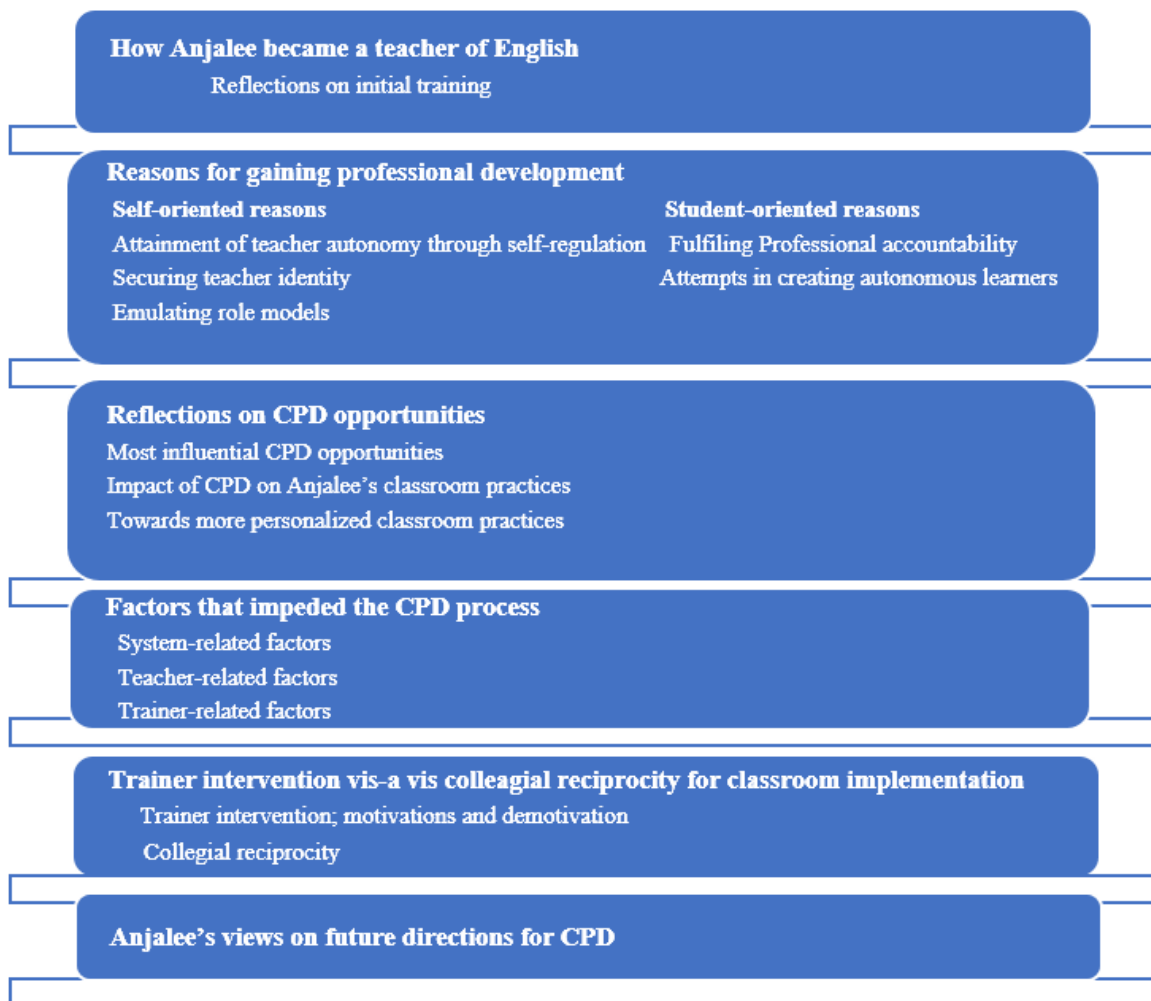 How Anjalee became a teacher of English
Reflections on initial training
Reasons for gaining professional development
Self-oriented reasons Student-oriented reasons
Attainment of teacher autonomy through self-regulation Fulfiling Professional accountability
Securing teacher identity Attempts in creating autonomous learners
Emulating role models
Reflections on CPD opportunities
Most influential CPD opportunities
Impact of CPD on Anjalee’s classroom practices
Towards more personalized classroom practices
Factors that impeded the CPD process
System-related factors
Teacher-related factors
Trainer-related factors
Trainer intervention vis-a vis colleagial reciprocity for classroom implementation
Trainer intervention; motivations and demotivation
Collegial reciprocity
Anjalee’s views on future directions for CPD